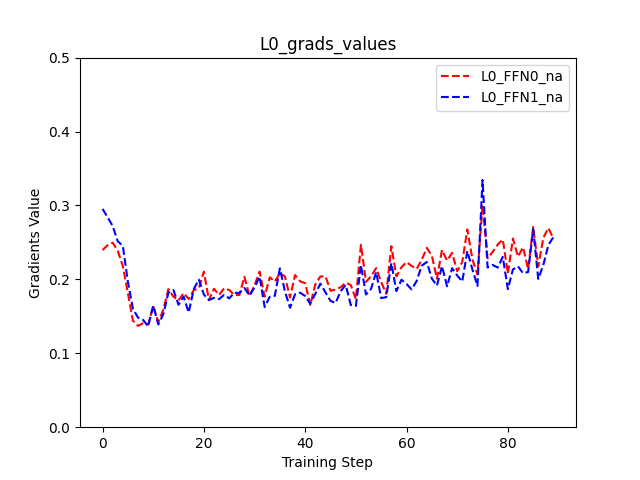 L0_grads_values
L0_FFN0_na
L0_FFN1_na
Gradients Value
0.5
0.4
0.3
0.2
0.1
0.0
0
20
40
60
80
Training Step